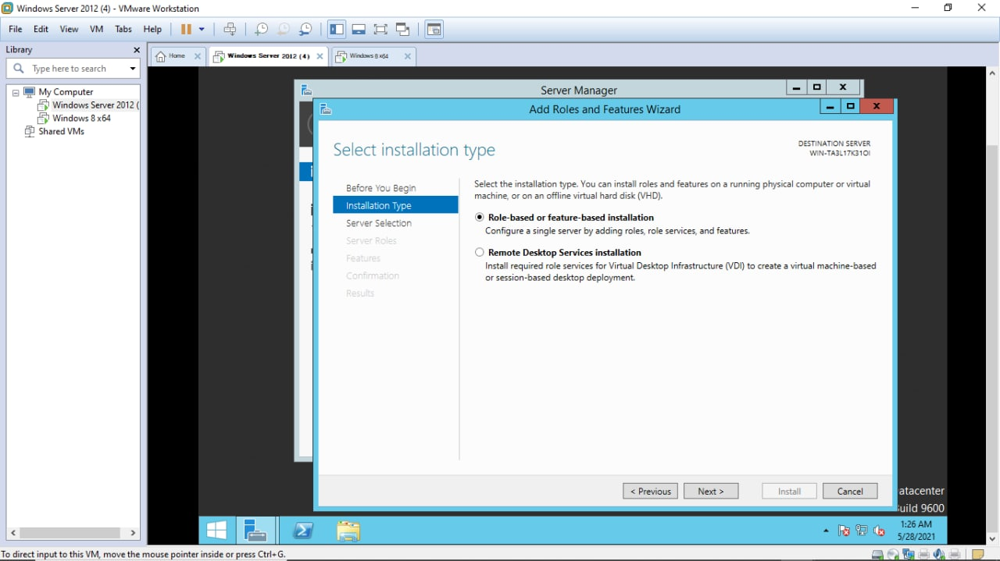 Windows Server 2012 (4) - VMware Workstation
File Edit View VM Tabs Help
Library
Home
Windows Server 2012 (4)
Windows 8 x64
Type here to search
My Computer
Windows Server 2012 (
Windows 8 x64
Shared VMs
Server Manager
Add Roles and Features Wizard
Select installation type
DESTINATION SERVER
WIN-TA3L17K31OI
Before You Begin
Installation Type
Server Selection
Server Roles
Features
Confirmation
Results
Select the installation type. You can install roles and features on a running physical computer or virtual
machine, or on an offline virtual hard disk (VHD).
Role-based or feature-based installation
Configure a single server by adding roles, role services, and features.
Remote Desktop Services installation
Install required role services for Virtual Desktop Infrastructure (VDI) to create a virtual machine-based
or session-based desktop deployment.
< Previous
Next >
Install
Cancel
atacenter
uild 9600
1:26 AM
5/28/2021
To direct input to this VM, move the mouse pointer inside or press Ctrl+G.